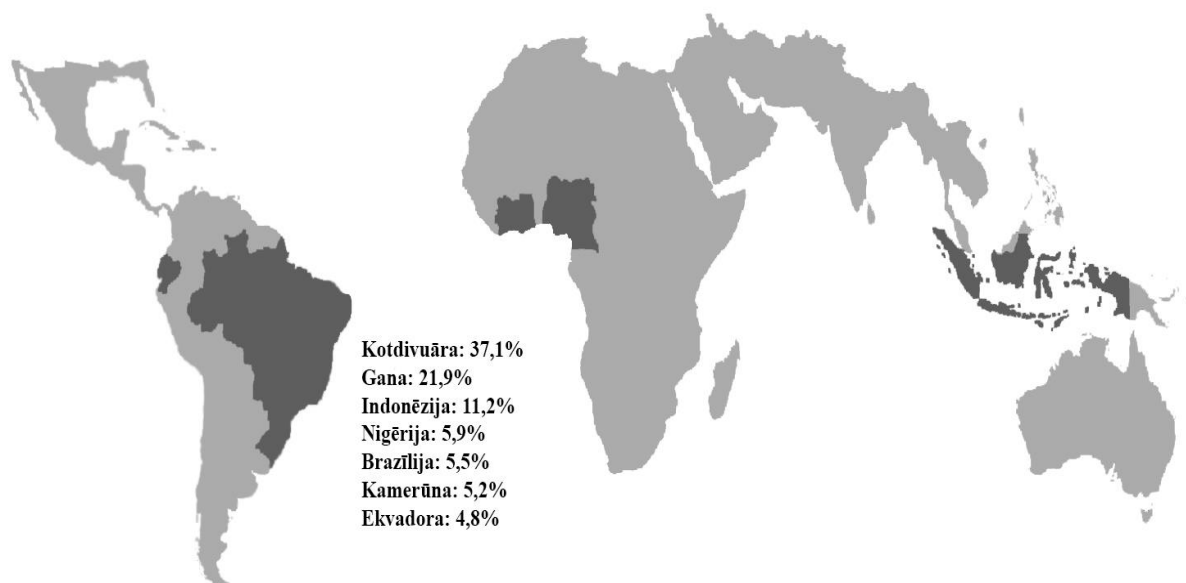 Kotdivuāra: 37,1%
Gana: 21,9%
Indonēzija: 11,2%
Nigērija: 5,9%
Brazīlija: 5,5%
Kamerūna: 5,2%
Ekvadora: 4,8%